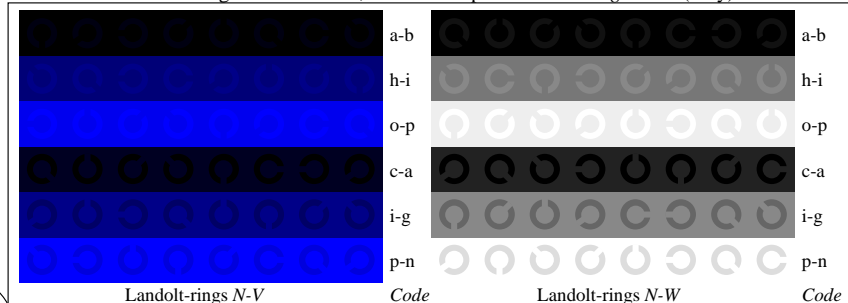 a-b a-b
h-i h-i
o-p o-p
c-a c-a
i-g i-g
p-n p-n
Landolt-rings N-V Code Landolt-rings N-W Code